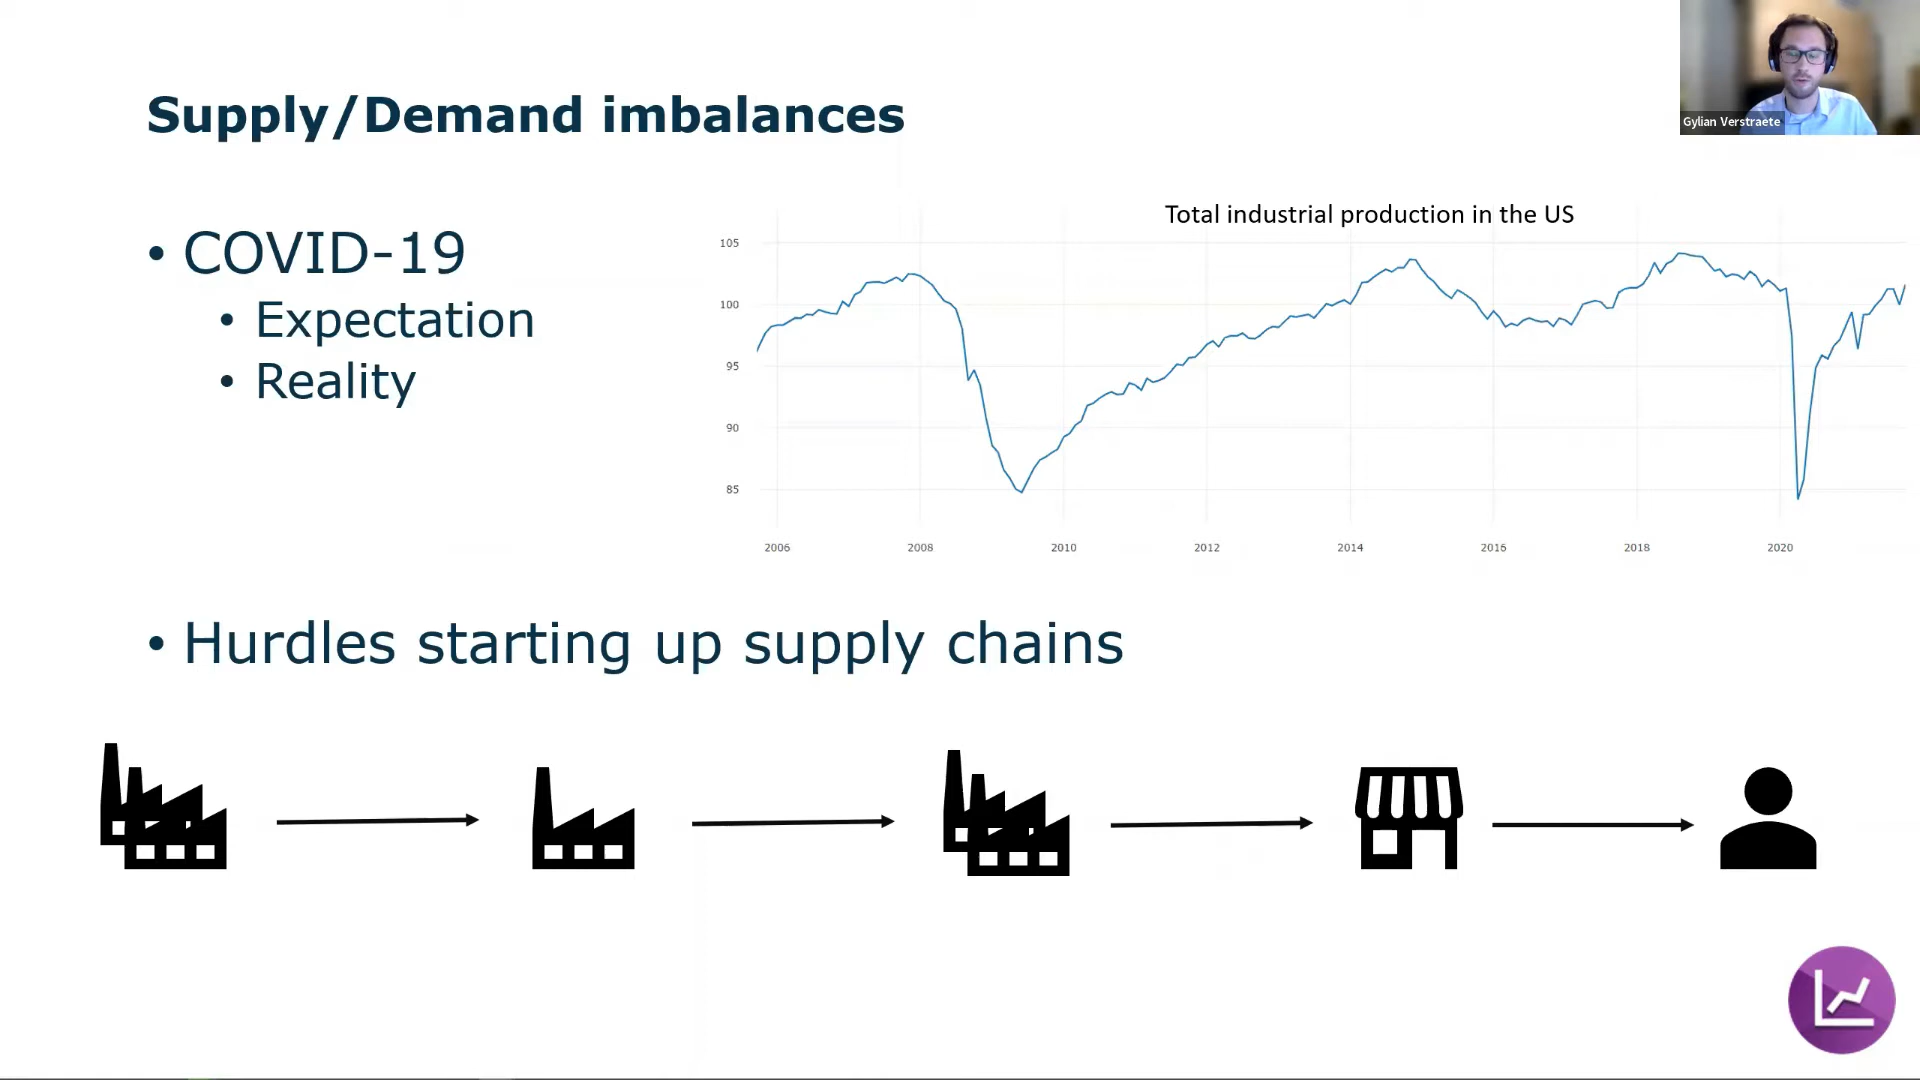 Supply/Demand imbalances
Gylian Verstraete
• COVID-19
• Expectation
• Reality
Total industrial production in the US
105
100
95
90
85
2006 2008 2010 2012 2014 2016 2018 2020
• Hurdles starting up supply chains